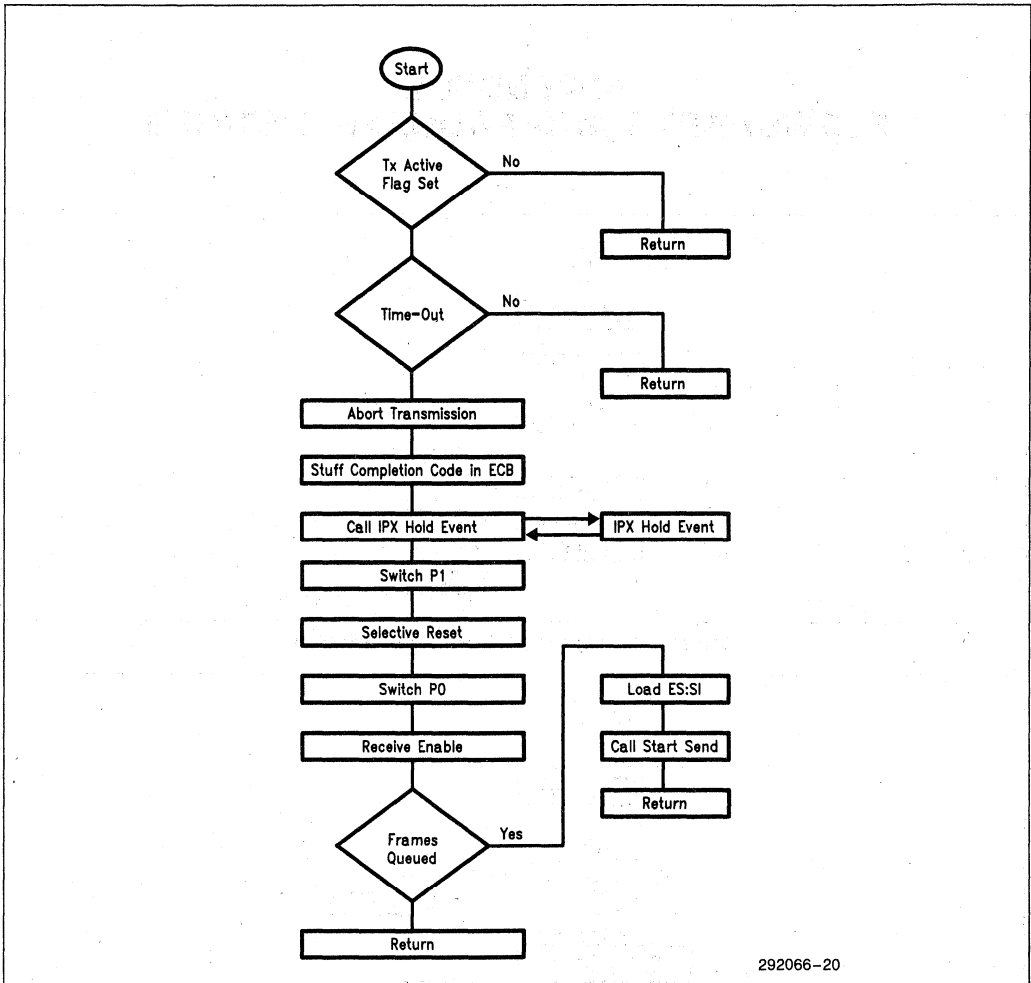 Start
Tx Active
Flag Set
No
Return
Time-Out
No
Return
Abort Transmission
Stuff Completion Code in ECB
Call IPX Hold Event
IPX Hold Event
Switch P1
Selective Reset
Switch P0
Load ES:SI
Receive Enable
Call Start Send
Return
Frames
Queued
Yes
Return
292066-20